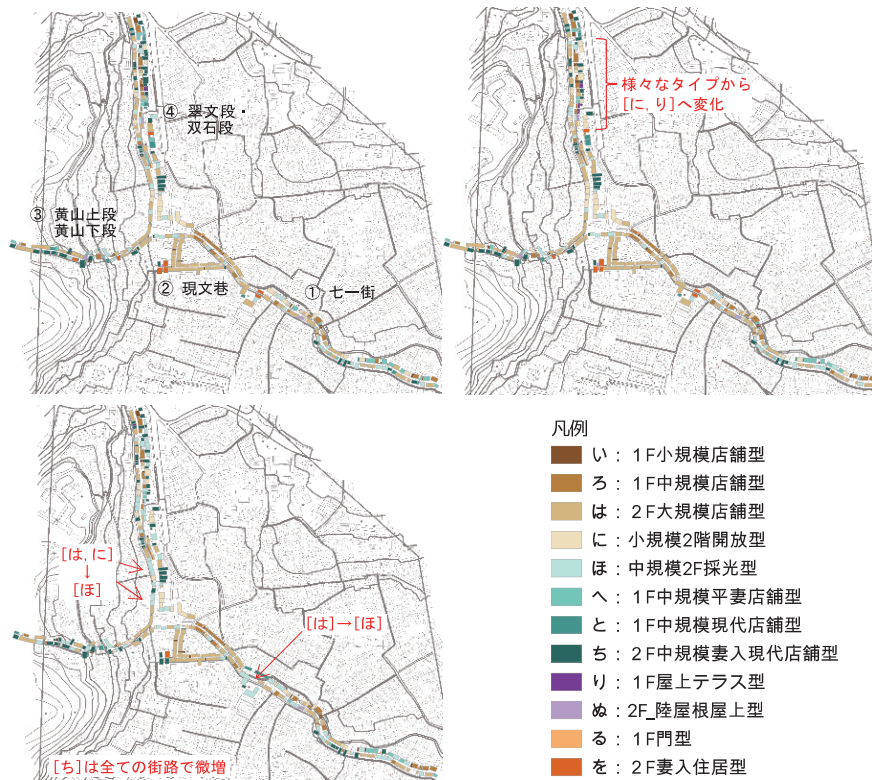 ④ 翠文段・
双石段
③ 黄山上段
黄山下段
② 現文巷
① 七一街
様々なタイプから
[に, り]へ変化
[は, に]
↓
[ほ]
[は]→[ほ]
[ち]は全ての街路で微増
凡例
い：1F小規模店舗型
ろ：1F中規模店舗型
は：2F大規模店舗型
に：小規模2階開放型
ほ：中規模2F採光型
へ：1F中規模平妻店舗型
と：1F中規模現代店舗型
ち：2F中規模妻入現代店舗型
り：1F屋上テラス型
ぬ：2F_陸屋根屋上型
る：1F門型
を：2F妻入住居型